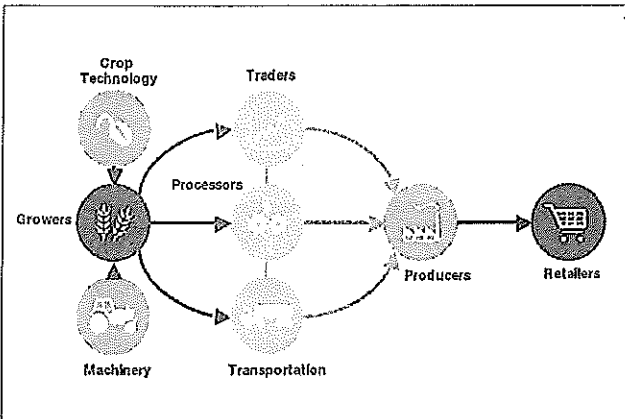 Crop
Technology
Traders
Processors
Growers
Producers
Retailers
Machinery
Transportation